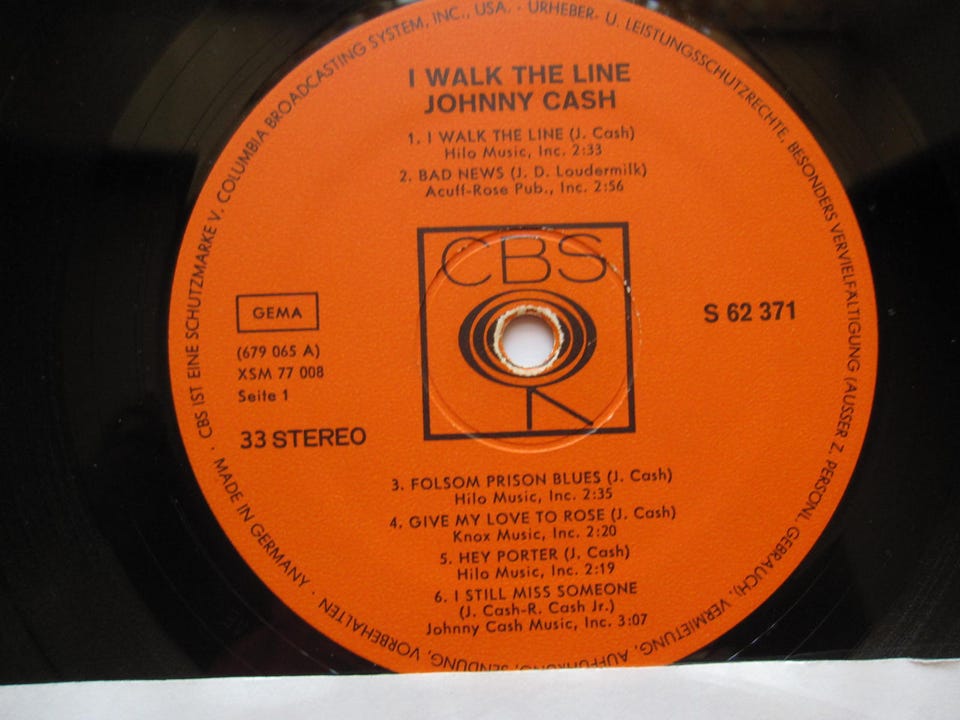 I WALK THE LINE
JOHNNY CASH
1. I WALK THE LINE (J. Cash)
Hilo Music, Inc. 2:33
2. BAD NEWS (J. D. Loudermilk)
Acuff-Rose Pub., Inc. 2:56
CBS
GEMA
(679 065 A)
XSM 77 008
Seite 1
33 STEREO
S 62 371
3. FOLSOM PRISON BLUES (J. Cash)
Hilo Music, Inc. 2:35
4. GIVE MY LOVE TO ROSE (J. Cash)
Knox Music, Inc. 2:20
5. HEY PORTER (J. Cash)
Hilo Music, Inc. 2:19
6. I STILL MISS SOMEONE
(J. Cash-R. Cash Jr.)
Johnny Cash Music, Inc. 3:07
· CBS IST EINE SCHUTZMARKE V. COLUMBIA BROADCASTING SYSTEM, INC., USA. · URHEBER- U. LEISTUNGSSCHUTZRECHTE, BESONDERS VERVIELFÄLTIGUNG (AUSSER Z. PERSONL. GEBRAUCH), VERMIETUNG, AUFFÜHRUNG, SENDUNG, VORBEHALTEN · MADE IN GERMANY